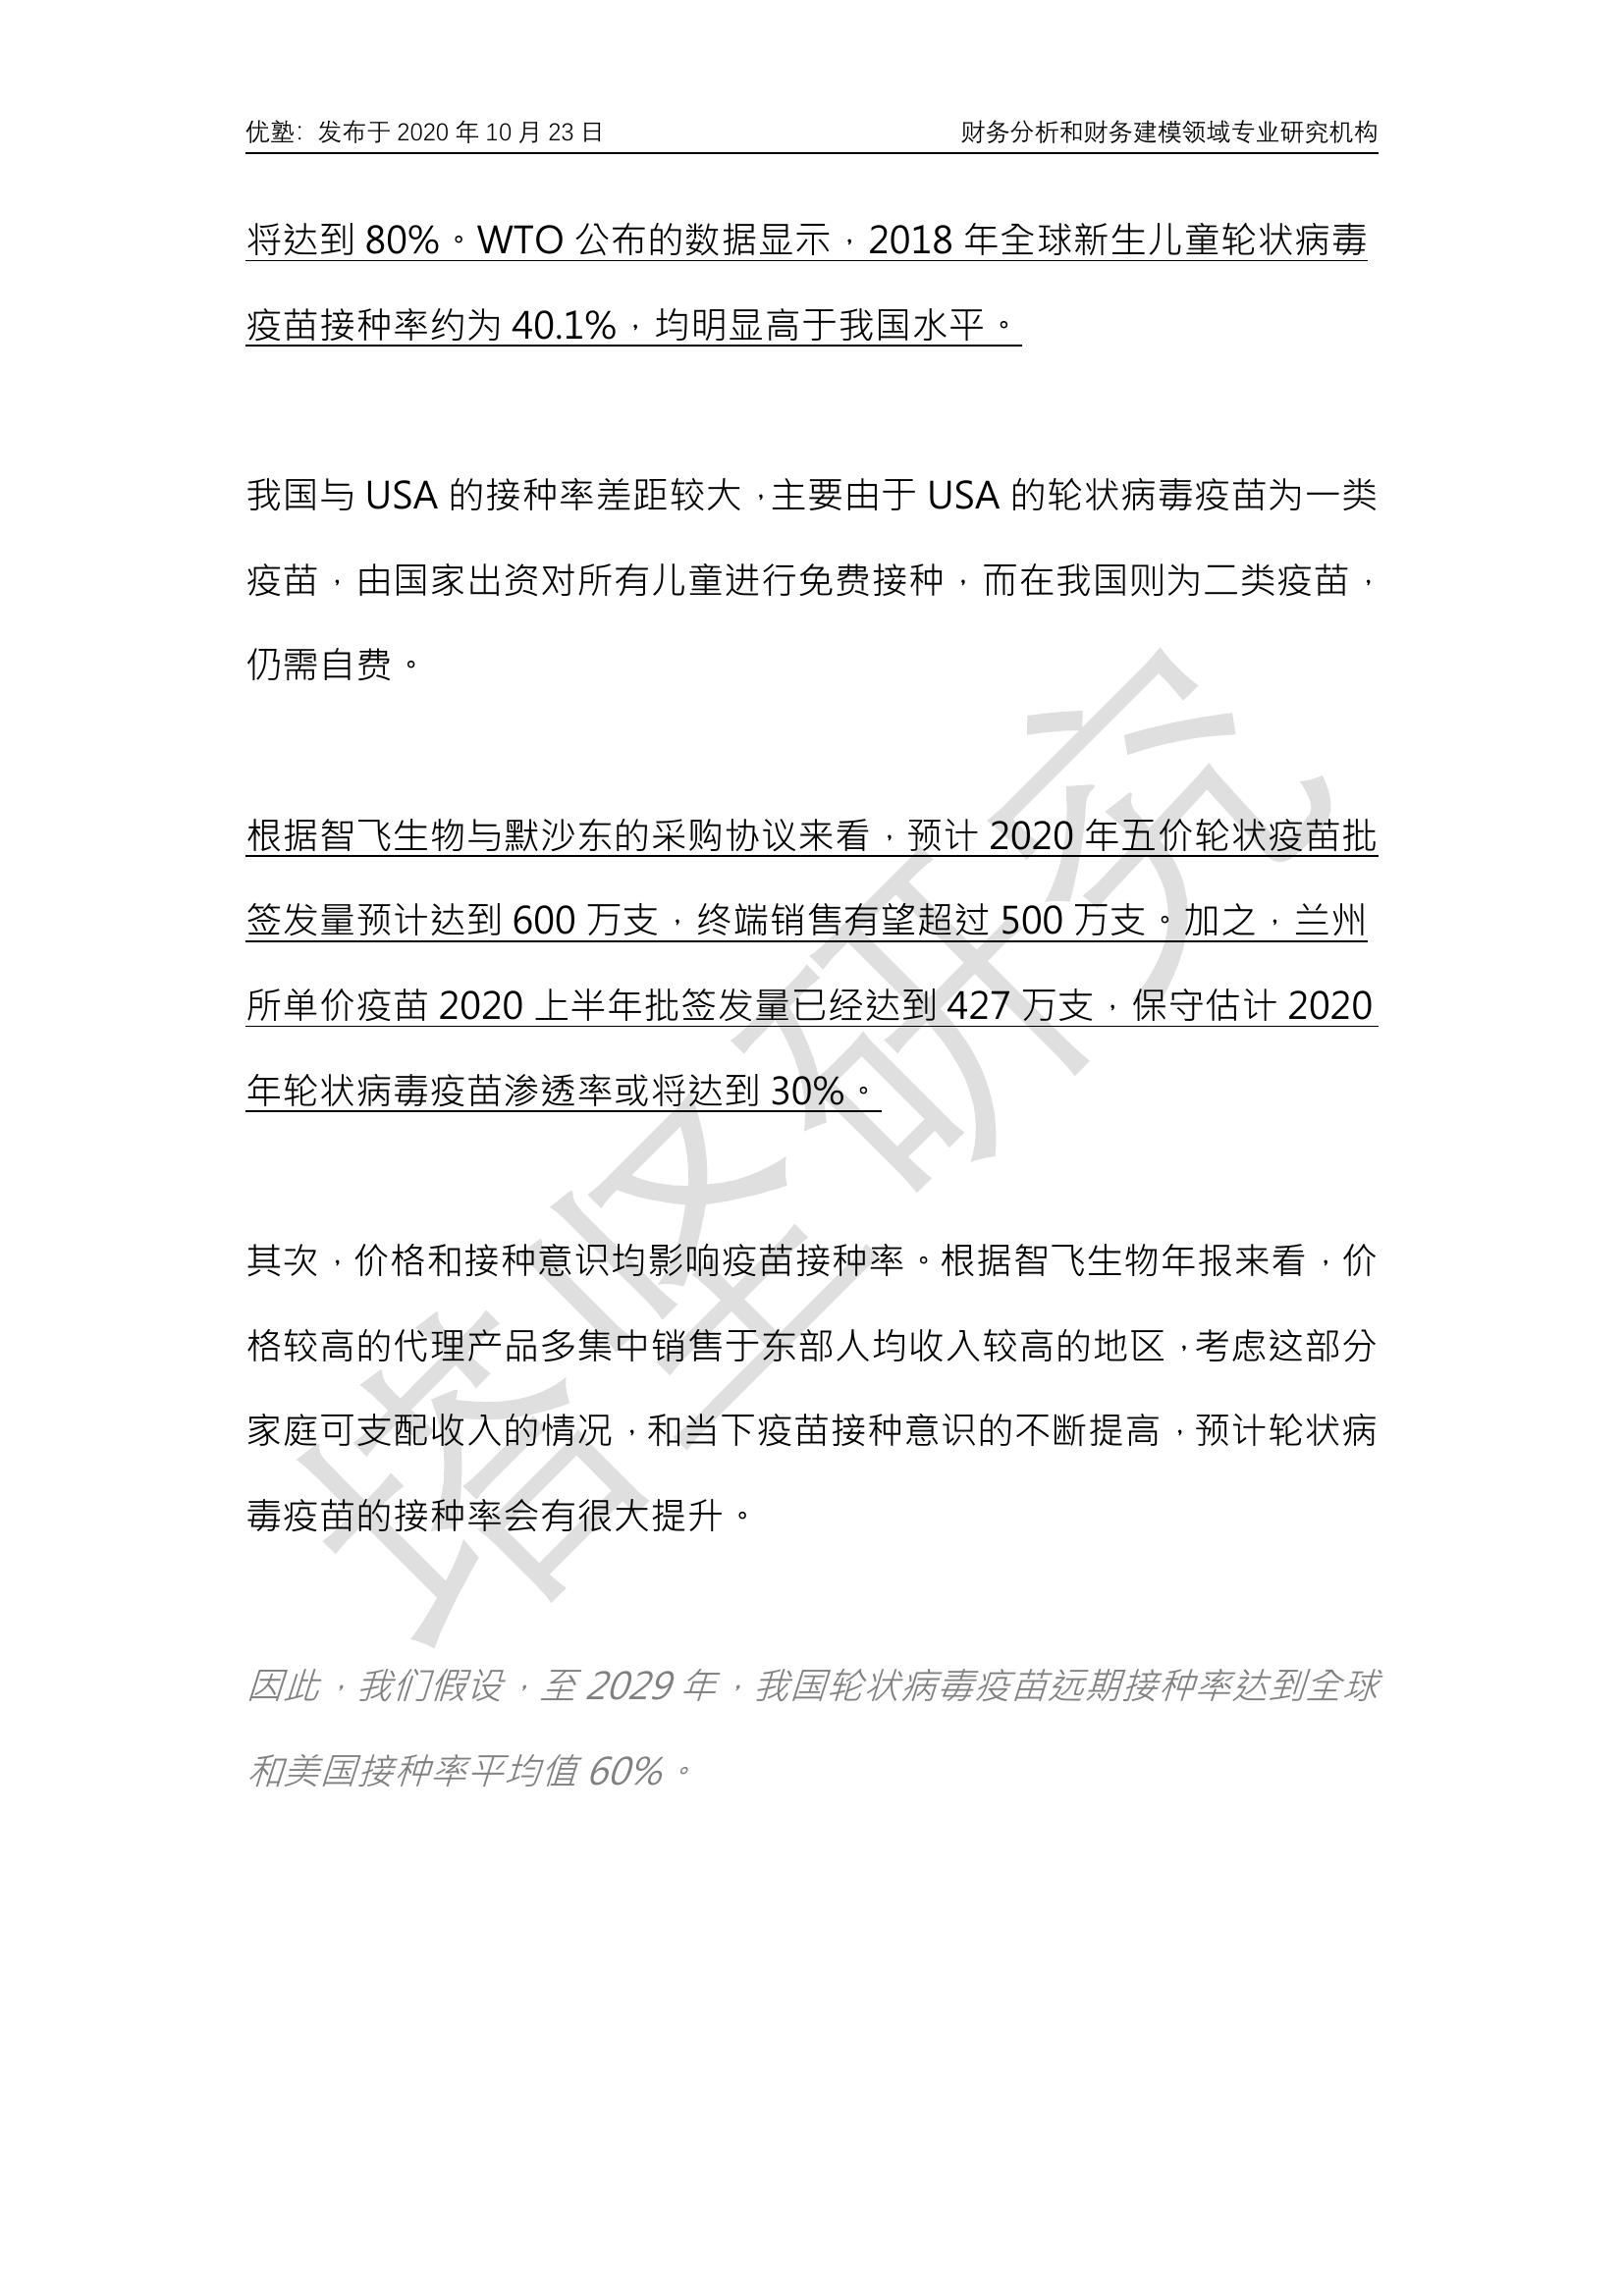 优塾：发布于 2020 年 10 月 23 日 财务分析和财务建模领域专业研究机构
将达到 80%。WTO 公布的数据显示，2018 年全球新生儿童轮状病毒
疫苗接种率约为 40.1%，均明显高于我国水平。
我国与 USA 的接种率差距较大，主要由于 USA 的轮状病毒疫苗为一类
疫苗，由国家出资对所有儿童进行免费接种，而在我国则为二类疫苗，
仍需自费。
根据智飞生物与默沙东的采购协议来看，预计 2020 年五价轮状疫苗批
签发量预计达到 600 万支，终端销售有望超过 500 万支。加之，兰州
所单价疫苗 2020 上半年批签发量已经达到 427 万支，保守估计 2020
年轮状病毒疫苗渗透率或将达到 30%。
其次，价格和接种意识均影响疫苗接种率。根据智飞生物年报来看，价
格较高的代理产品多集中销售于东部人均收入较高的地区，考虑这部分
家庭可支配收入的情况，和当下疫苗接种意识的不断提高，预计轮状病
毒疫苗的接种率会有很大提升。
因此，我们假设，至 2029 年，我国轮状病毒疫苗远期接种率达到全球
和美国接种率平均值 60%。
塔坚研究